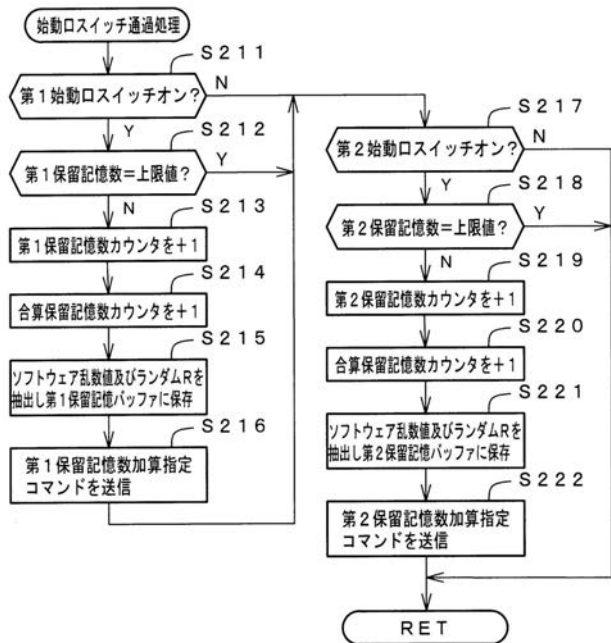 始動口スイッチ通過処理
S211
第1始動口スイッチオン?
N
Y
S212
第1保留記憶数=上限値?
Y
N
S213
第1保留記憶数カウンタを+1
S214
合算保留記憶数カウンタを+1
S215
ソフトウェア乱数値及びランダムRを
抽出し第1保留記憶バッファに保存
S216
第1保留記憶数加算指定
コマンドを送信
S217
第2始動口スイッチオン?
N
Y
S218
第2保留記憶数=上限値?
Y
N
S219
第2保留記憶数カウンタを+1
S220
合算保留記憶数カウンタを+1
S221
ソフトウェア乱数値及びランダムRを
抽出し第2保留記憶バッファに保存
S222
第2保留記憶数加算指定
コマンドを送信
RET